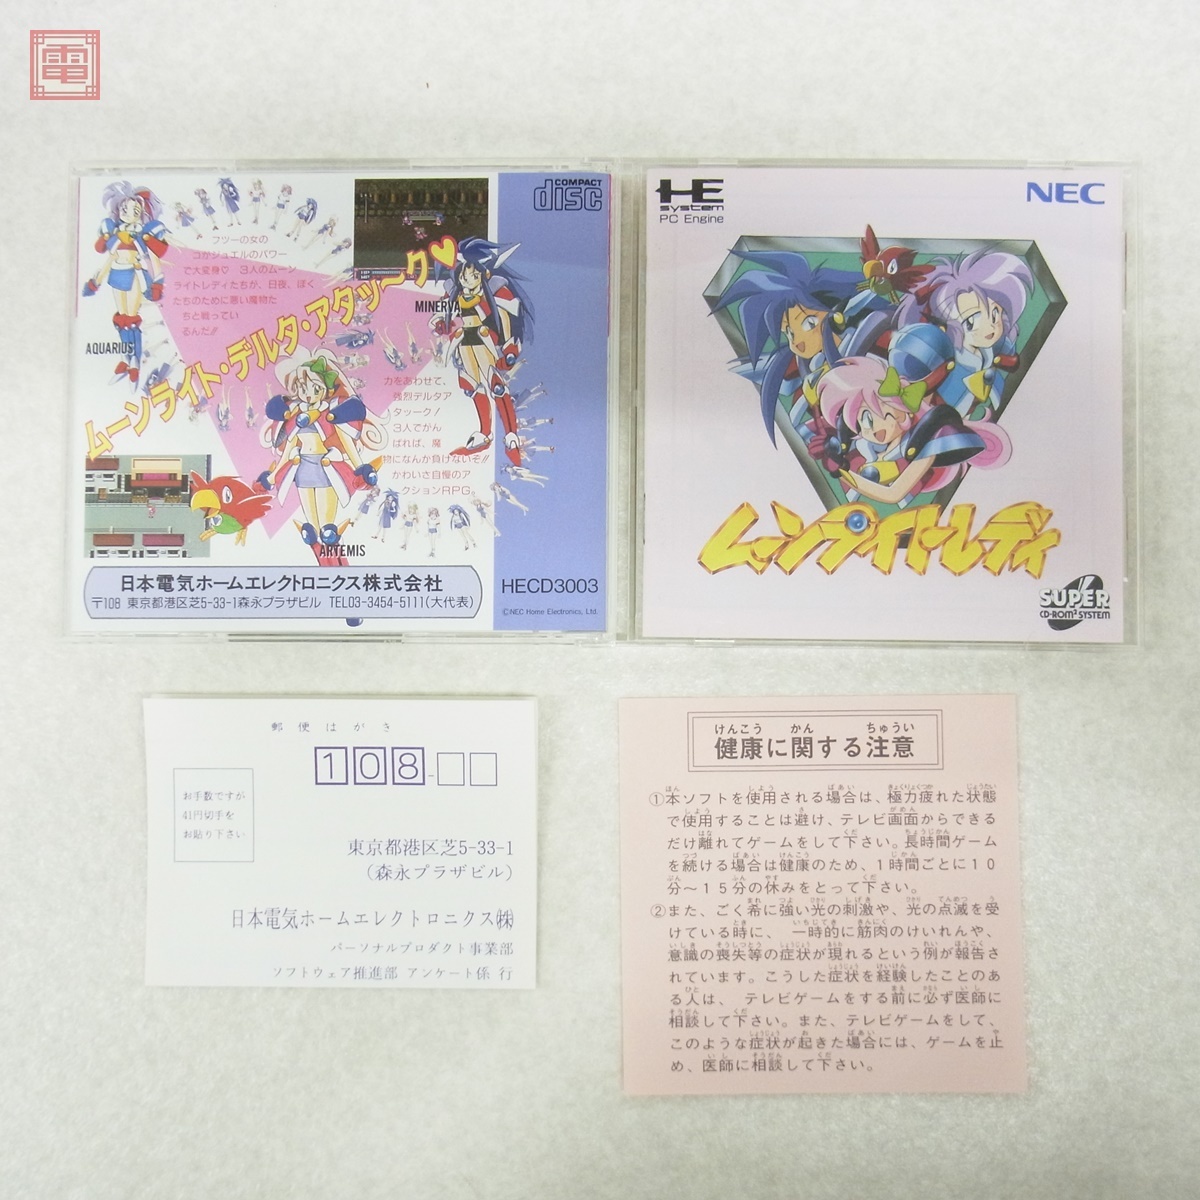 電
フツーの女の
コがジュエルのパワー
で大変身♡ 3人のムーン
ライトレディたちが、日夜、ぼく
たちのために悪い魔物た
ちと戦ってい
るんだ!!
COMPACT
disc
MINERVA
AQUARIUS
ムーンライト・デルタ・アタッーク♥
力をあわせて、
強烈デルタア
タッーク!
3人でがん
ばれば、魔
物になんか負けないぞ!!
かわいさ自慢のア
クションRPG。
ARTEMIS
日本電気ホームエレクトロニクス株式会社
〒108 東京都港区芝5-33-1森永プラザビル TEL03-3454-5111(大代表)
HECD3003
©NEC Home Electronics, Ltd.
HE
system
PC Engine
NEC
ムーンライトレディ
SUPER
CD-ROM² SYSTEM
郵便はがき
108-
お手数ですが
41円切手を
お貼り下さい
東京都港区芝5-33-1
(森永プラザビル)
日本電気ホームエレクトロニクス㈱
パーソナルプロダクト事業部
ソフトウェア推進部 アンケート係 行
けんこう かん ちゅうい
健康に関する注意
①本ソフトを使用される場合は、極力疲れた状態
で使用することは避け、テレビ画面からできる
だけ離れてゲームをして下さい。長時間ゲーム
を続ける場合は健康のため、1時間ごとに10
分〜15分の休みをとって下さい。
②また、ごく希に強い光の刺激や、光の点滅を受
けている時に、一時的に筋肉のけいれんや、
意識の喪失等の症状が現れるという例が報告さ
れています。こうした症状を経験したことのあ
る人は、テレビゲームをする前に必ず医師に
相談して下さい。また、テレビゲームをして、
このような症状が起きた場合には、ゲームを止
め、医師に相談して下さい。